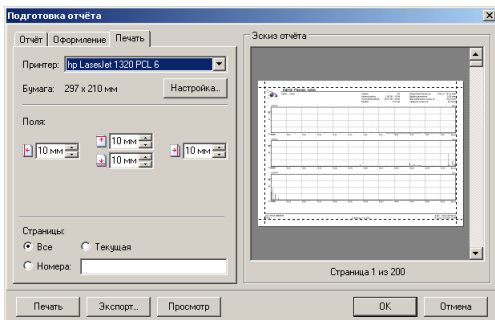 Подготовка отчёта
Отчёт
Оформление
Печать
Эскиз отчёта
Принтер: hp LaserJet 1320 PCL 6
Бумага: 297 x 210 мм
Настройка...
Поля:
10 мм
10 мм
10 мм
10 мм
Страницы:
Все
Текущая
Номера:
Страница 1 из 200
Печать
Экспорт...
Просмотр
OK
Отмена